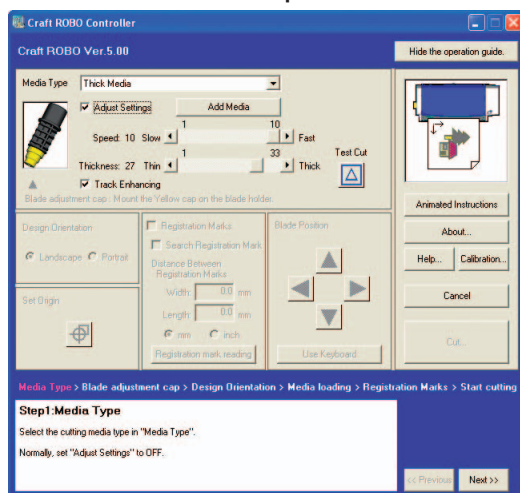 Craft ROBO Controller
Craft ROBO Ver.5.00
Hide the operation guide.
Media Type Thick Media
Adjust Settings Add Media
1 10
Speed: 10 Slow Fast
1 33 Test Cut
Thickness: 27 Thin Thick
Track Enhancing
Blade adjustment cap : Mount the Yellow cap on the blade holder.
Animated Instructions
About...
Help... Calibration...
Cancel
Cut...
Design Orientation
Landscape Portrait
Set Origin
Registration Marks
Search Registration Mark
Distance Between
Registration Marks
Width 0.0 mm
Length 0.0 mm
mm inch
Registration mark reading
Blade Position
Use Keyboard
Media Type > Blade adjustment cap > Design Orientation > Media loading > Registration Marks > Start cutting
Step1:Media Type
Select the cutting media type in "Media Type".
Normally, set "Adjust Settings" to OFF.
<< Previous Next >>